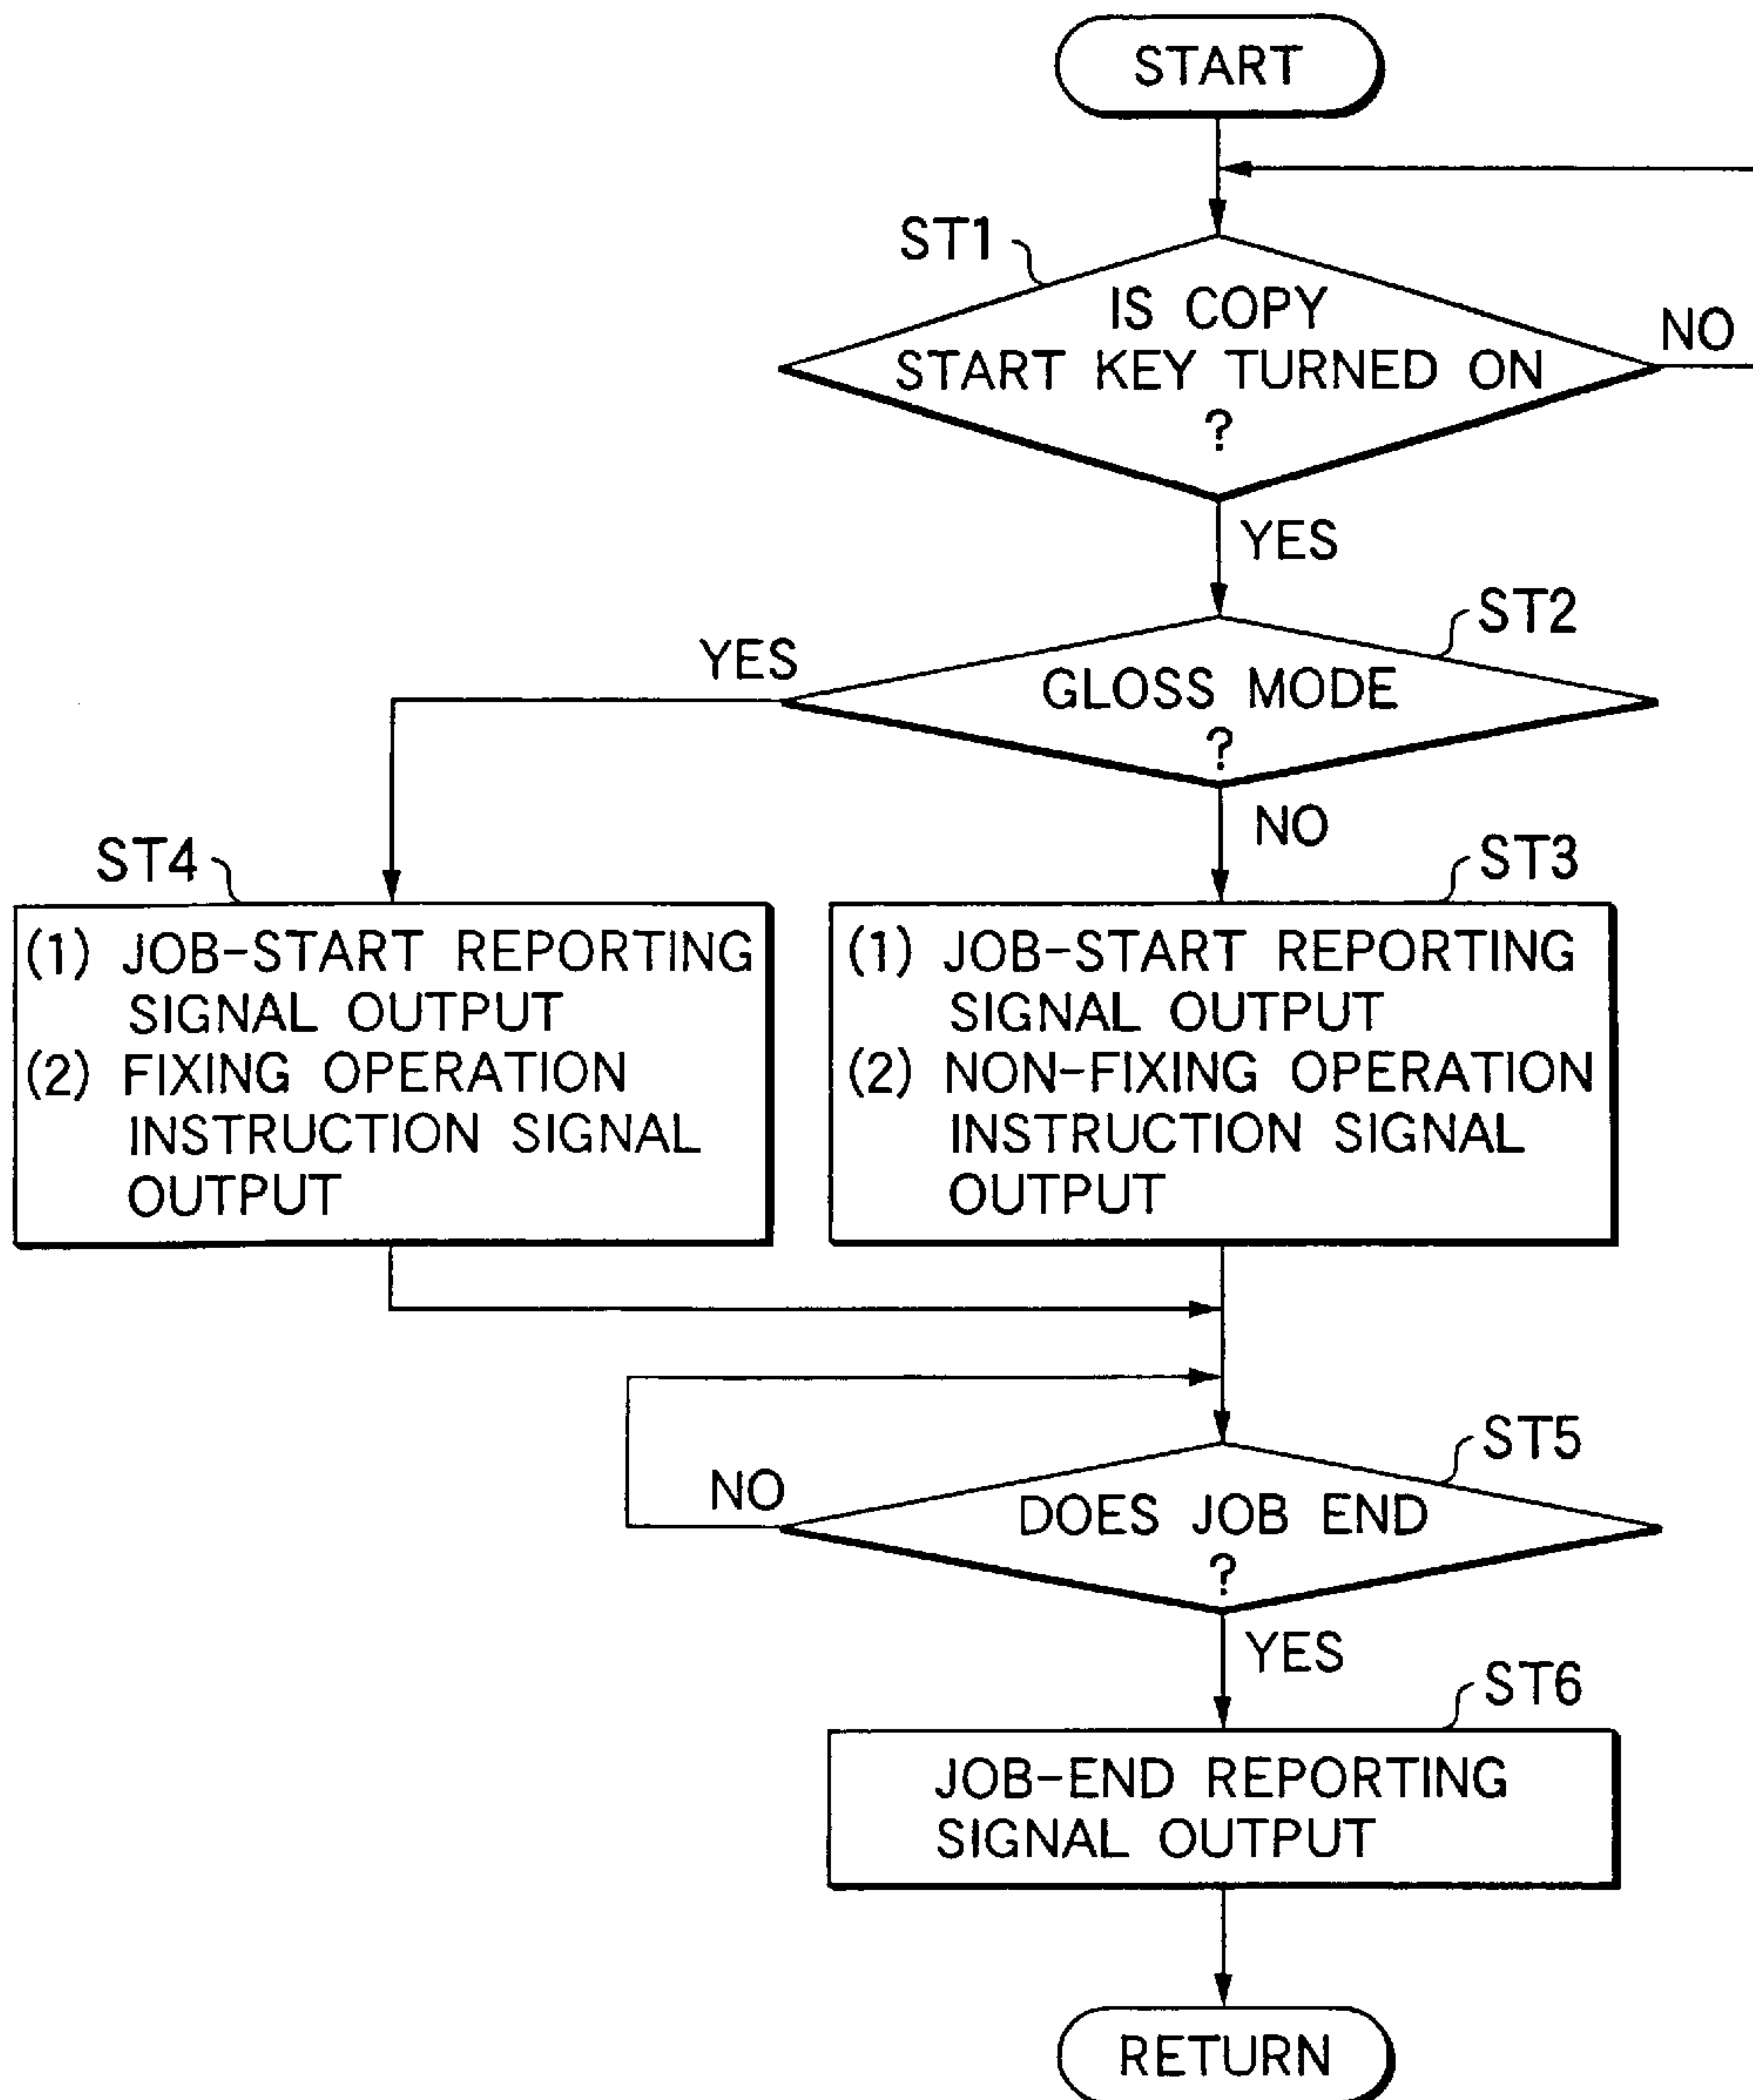 START
ST1
IS COPY
START KEY TURNED ON
?
NO
YES
ST2
YES
GLOSS MODE
?
NO
ST4
ST3
(1) JOB-START REPORTING
SIGNAL OUTPUT
(2) FIXING OPERATION
INSTRUCTION SIGNAL
OUTPUT
(1) JOB-START REPORTING
SIGNAL OUTPUT
(2) NON-FIXING OPERATION
INSTRUCTION SIGNAL
OUTPUT
ST5
NO
DOES JOB END
?
YES
ST6
JOB-END REPORTING
SIGNAL OUTPUT
RETURN